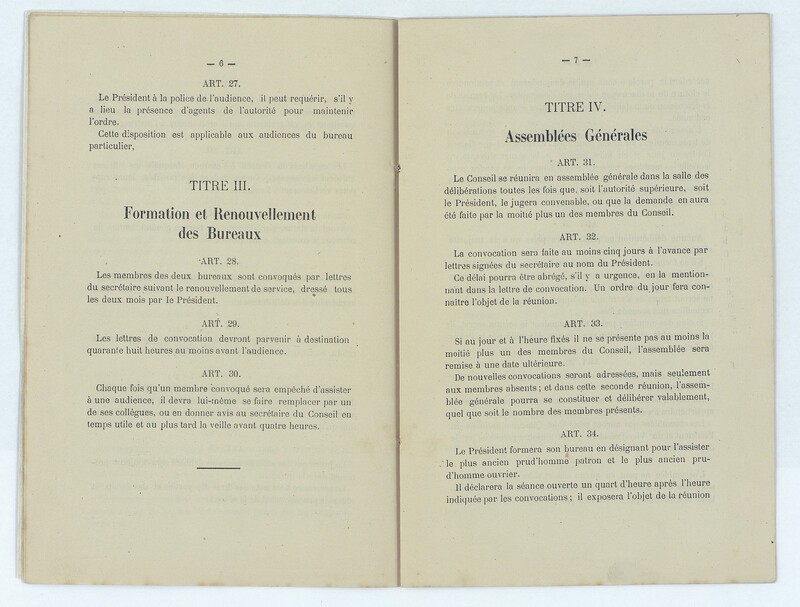 — 6 —
ART. 27.
Le Président à la police de l'audience, il peut requérir, s'il y
a lieu la présence d'agents de l'autorité pour maintenir
l'ordre.
Cette disposition est applicable aux audiences du bureau
particulier,
TITRE III.
Formation et Renouvellement
des Bureaux
ART. 28.
Les membres des deux bureaux sont convoqués par lettres
du secrétaire suivant le renouvellement de service, dressé tous
les deux mois par le Président.
ART. 29.
Les lettres de convocation devront parvenir à destination
quarante huit heures au moins avant l'audience.
ART. 30.
Chaque fois qu'un membre convoqué sera empêché d'assister
à une audience, il devra lui-même se faire remplacer par un
de ses collègues, ou en donner avis au secrétaire du Conseil en
temps utile et au plus tard la veille avant quatre heures.
— 7 —
TITRE IV.
Assemblées Générales
ART. 31.
Le Conseil se réunira en assemblée générale dans la salle des
délibérations toutes les fois que, soit l'autorité supérieure, soit
le Président, le jugera convenable, ou que la demande en aura
été faite par la moitié plus un des membres du Conseil.
ART. 32.
La convocation sera faite au moins cinq jours à l'avance par
lettres signées du secrétaire au nom du Président.
Ce délai pourra être abrégé, s'il y a urgence, en la mention-
nant dans la lettre de convocation. Un ordre du jour fera con-
naître l'objet de la réunion.
ART. 33.
Si au jour et à l'heure fixés il ne se présente pas au moins la
moitié plus un des membres du Conseil, l'assemblée sera
remise à une date ultérieure.
De nouvelles convocations seront adressées, mais seulement
aux membres absents ; et dans cette seconde réunion, l'assem-
blée générale pourra se constituer et délibérer valablement,
quel que soit le nombre des membres présents.
ART. 34.
Le Président formera son bureau en désignant pour l'assister
le plus ancien prud'homme patron et le plus ancien pru-
d'homme ouvrier.
Il déclarera la séance ouverte un quart d'heure après l'heure
indiquée par les convocations ; il exposera l'objet de la réunion